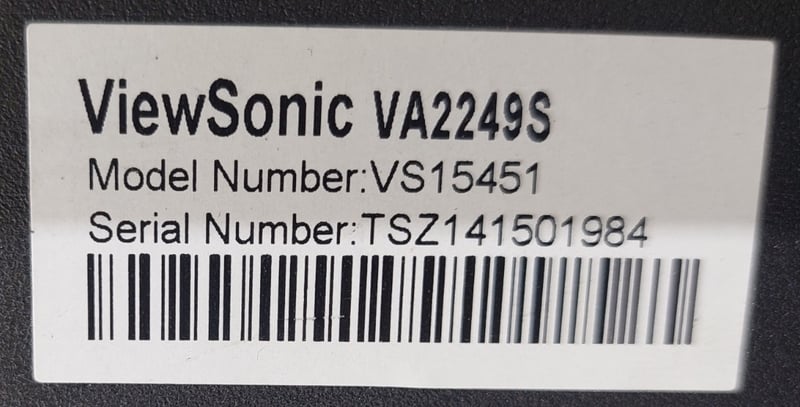 ViewSonic VA2249S
Model Number:VS15451
Serial Number:TSZ141501984